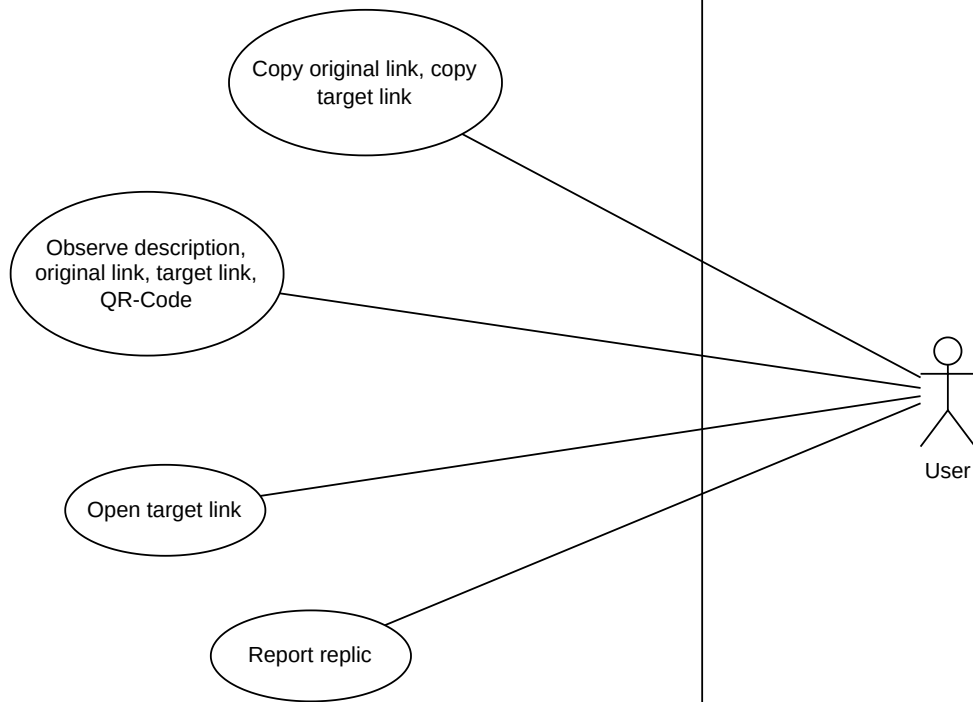 Copy original link, copy
target link
Observe description,
original link, target link,
QR-Code
User
Open target link
Report replic